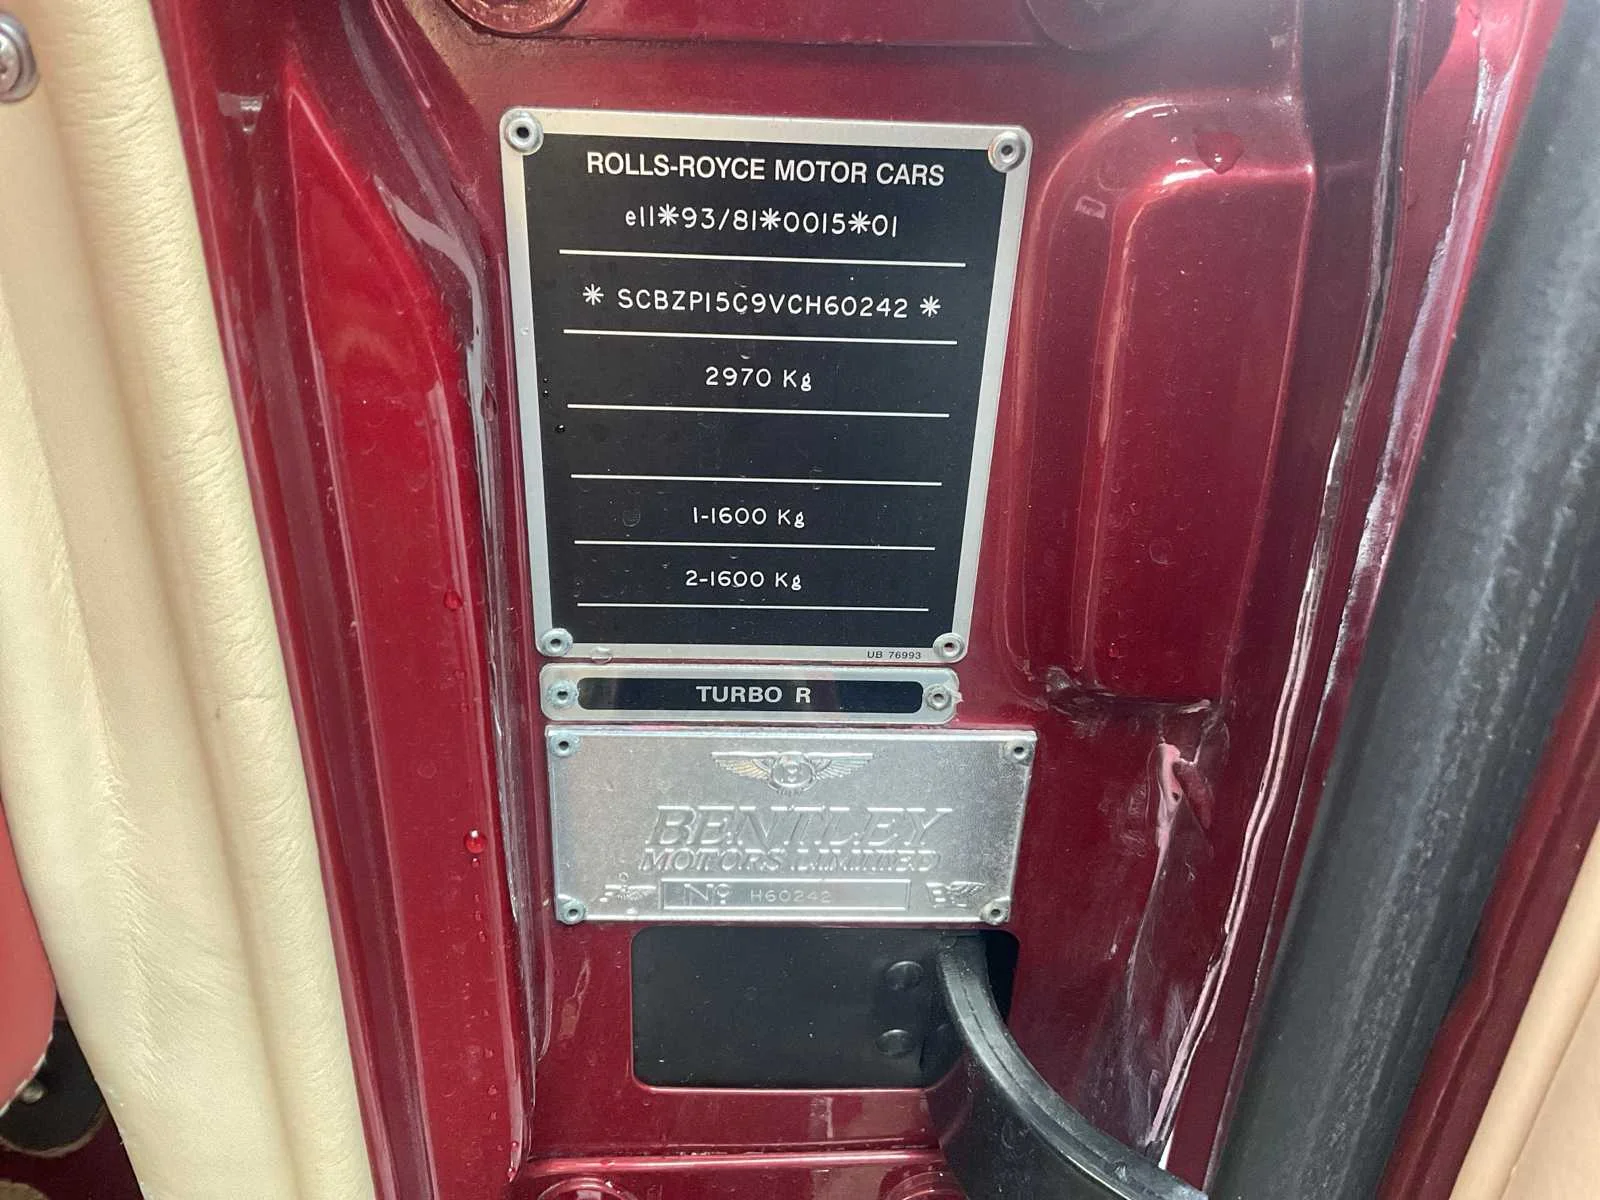 ROLLS-ROYCE MOTOR CARS
e11*93/81*0015*01
* SCBZP15C9VCH60242 *
2970 Kg
1-1600 Kg
2-1600 Kg
UB 76993
TURBO R
B
BENTLEY
MOTORS LIMITED
No H60242